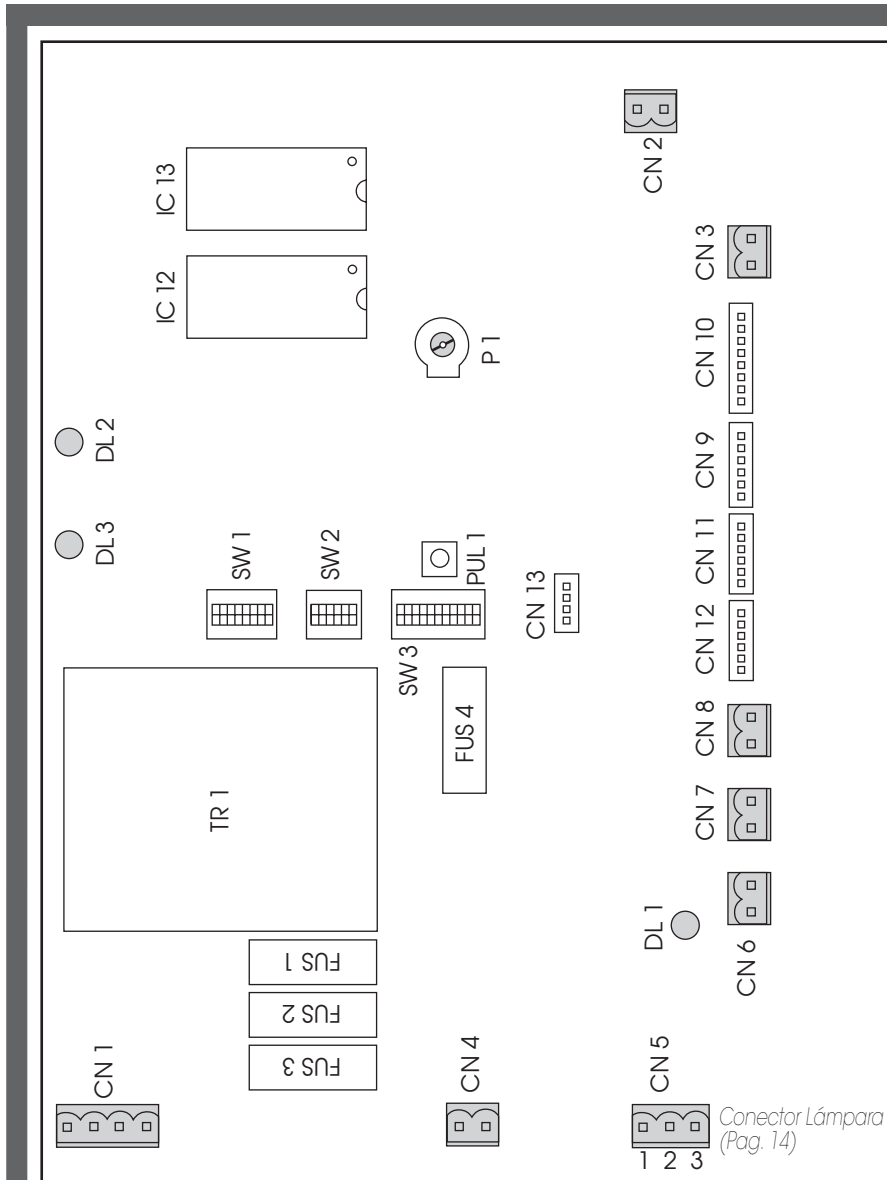 CN 2
IC 13
CN 3
IC 12
CN 10
P 1
DL 2
CN 9
DL 3
SW 1
SW 2
PUL 1
CN 11
CN 13
CN 12
SW 3
FUS 4
CN 8
TR 1
CN 7
DL 1
FUS 1
CN 6
FUS 2
FUS 3
CN 1
CN 4
CN 5
Conector Lámpara
(Pag. 14)
1 2 3